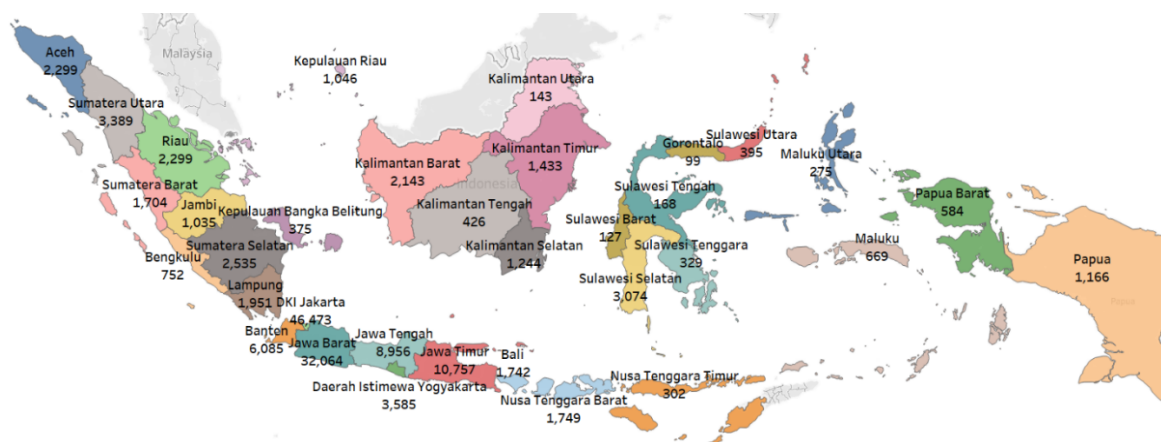 Aceh
2,299
Malaysia
Kepulauan Riau
1,046
Kalimantan Utara
143
Sumatera Utara
3,389
Riau
2,299
Kalimantan Barat
2,143
Kalimantan Timur
1,433
Gorontalo
99
Sulawesi Utara
395
Maluku Utara
275
Sumatera Barat
1,704
Jambi
1,035
Kepulauan Bangka Belitung
375
Indonesia
Kalimantan Tengah
426
Sulawesi Tengah
168
Papua Barat
584
Sulawesi Barat
127
Sumatera Selatan
2,535
Bengkulu
752
Kalimantan Selatan
1,244
Sulawesi Tenggara
329
Maluku
669
Sulawesi Selatan
3,074
Papua
1,166
Papua
Lampung
1,951
DKI Jakarta
46,473
Banten
6,085
Jawa Barat
32,064
Jawa Tengah
8,956
Jawa Timur
10,757
Bali
1,742
Daerah Istimewa Yogyakarta
3,585
Nusa Tenggara Barat
1,749
Nusa Tenggara Timur
302